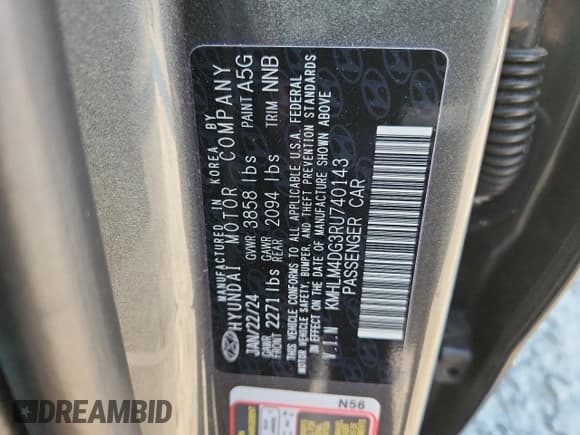 MANUFACTURED IN KOREA BY
HYUNDAI MOTOR COMPANY
JAN/22/24 GVWR 3858 lbs PAINT A5G
GAWR FRONT 2271 lbs GAWR REAR 2094 lbs TRIM NNB
THIS VEHICLE CONFORMS TO ALL APPLICABLE U.S.A. FEDERAL
MOTOR VEHICLE SAFETY, BUMPER, AND THEFT PREVENTION STANDARDS
IN EFFECT ON THE DATE OF MANUFACTURE SHOWN ABOVE
V.I.N KMHLM4DG3RU740143
PASSENGER CAR
N56
DREAMBID